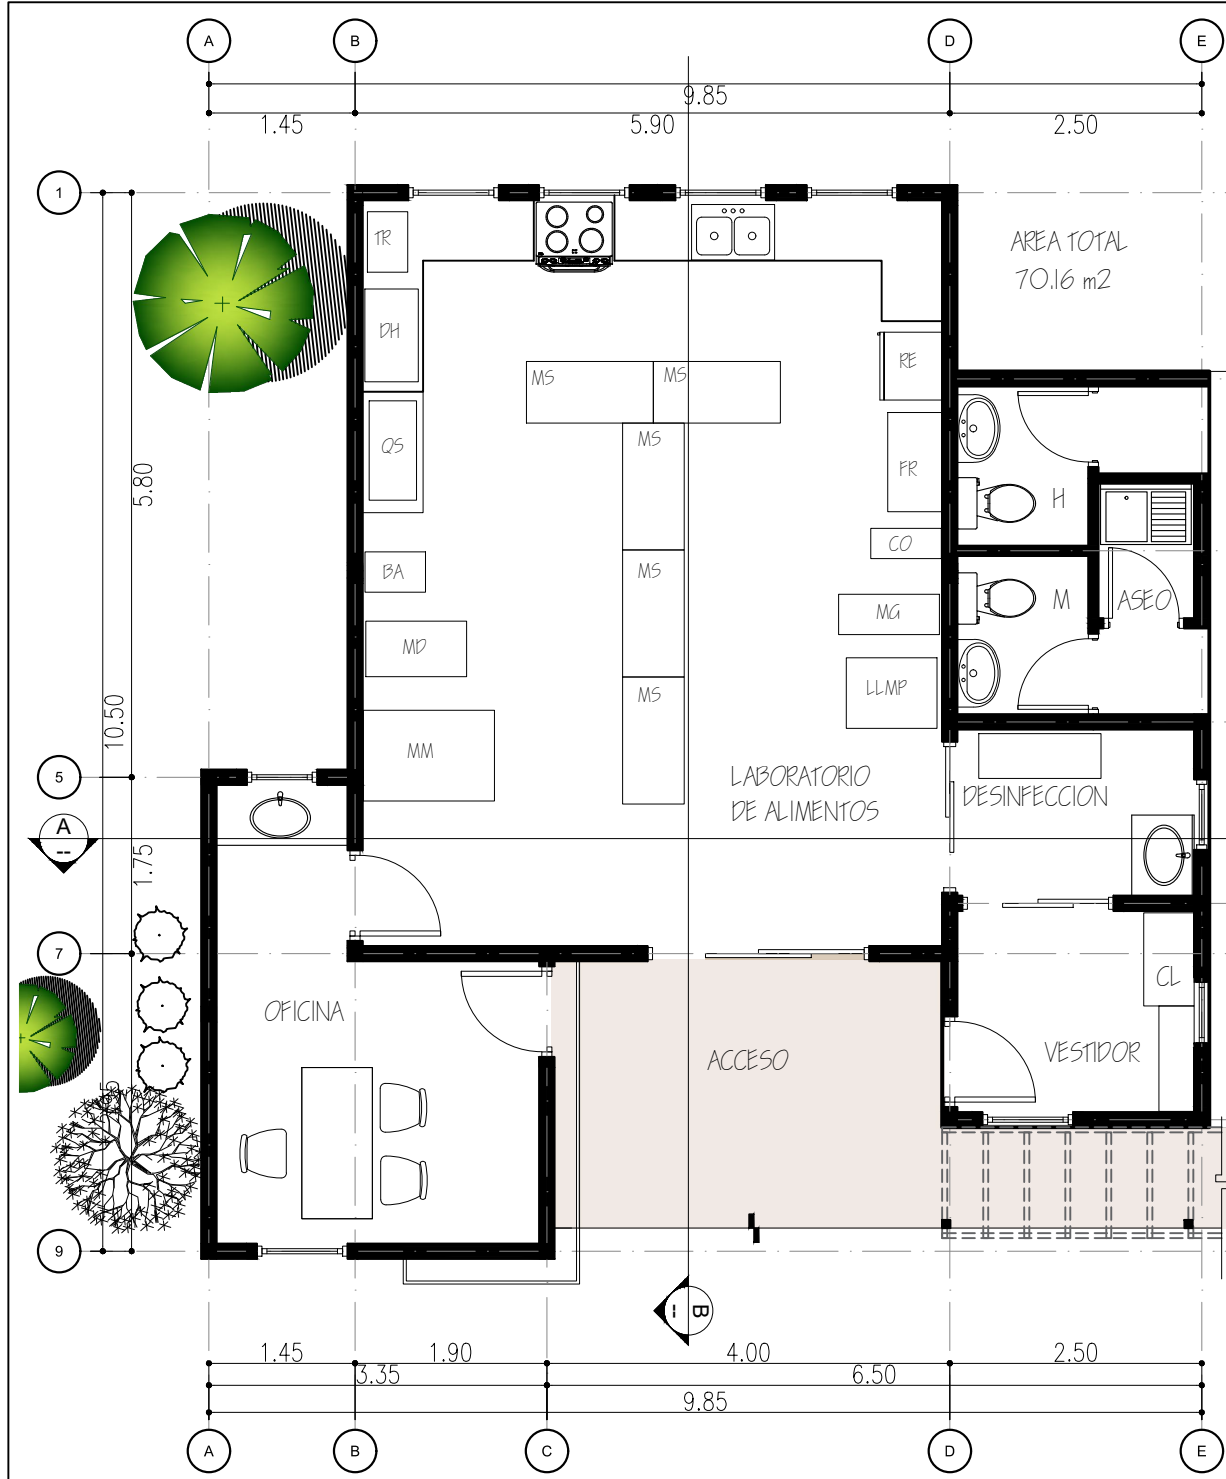 A B D E
9.85
1.45 5.90 2.50
1
AREA TOTAL
70.16 m2
TR
DH
MS MS
RE
QS
MS
FR
5.80
H
CO
BA
MS
M
ASEO
MG
MD
LLMP
MS
10.50
MM
5
LABORATORIO
DE ALIMENTOS
DESINFECCION
A
--
1.75
7
CL
OFICINA
ACCESO
VESTIDOR
9
B
--
1.45 1.90 4.00 2.50
3.35 6.50
9.85
A B C D E